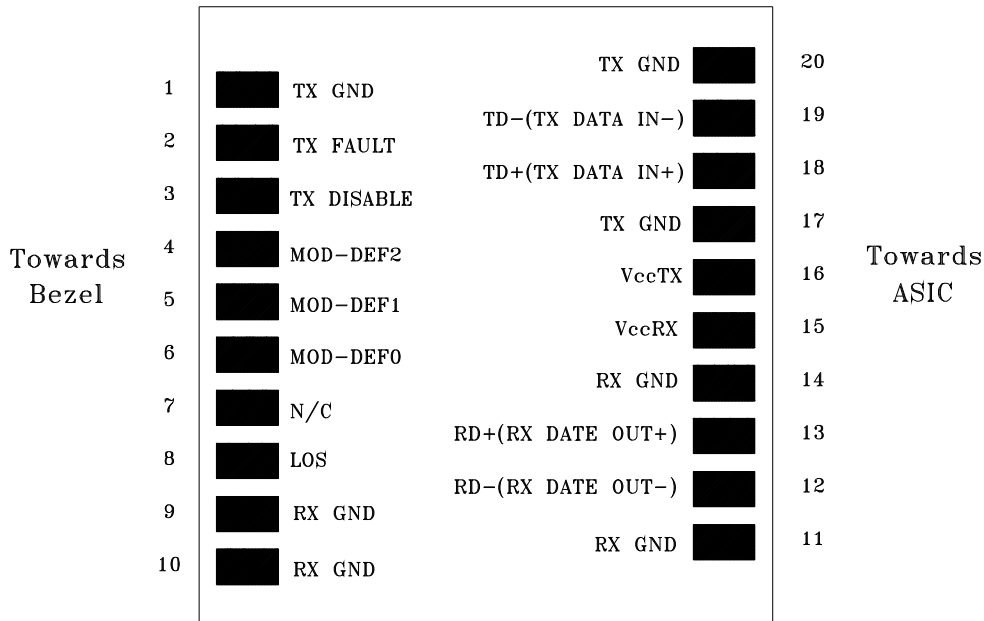 TX GND 20
1 TX GND
TD-(TX DATA IN-) 19
2 TX FAULT
TD+(TX DATA IN+) 18
3 TX DISABLE
TX GND 17
4 MOD-DEF2
Towards
Bezel
VccTX 16
Towards
ASIC
5 MOD-DEF1
VccRX 15
6 MOD-DEF0
RX GND 14
7 N/C
RD+(RX DATE OUT+) 13
8 LOS
RD-(RX DATE OUT-) 12
9 RX GND
RX GND 11
10 RX GND